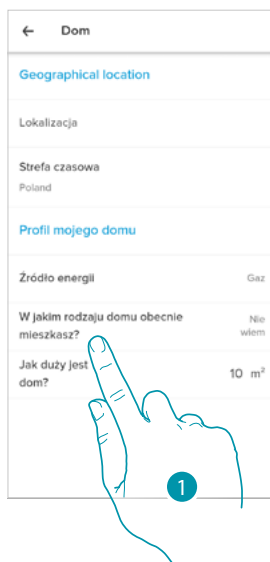 ← Dom
Geographical location
Lokalizacja
Strefa czasowa
Poland
Profil mojego domu
Źródło energii Gaz
W jakim rodzaju domu obecnie Nie
mieszkasz? wiem
Jak duży jest 10 m²
dom?
1